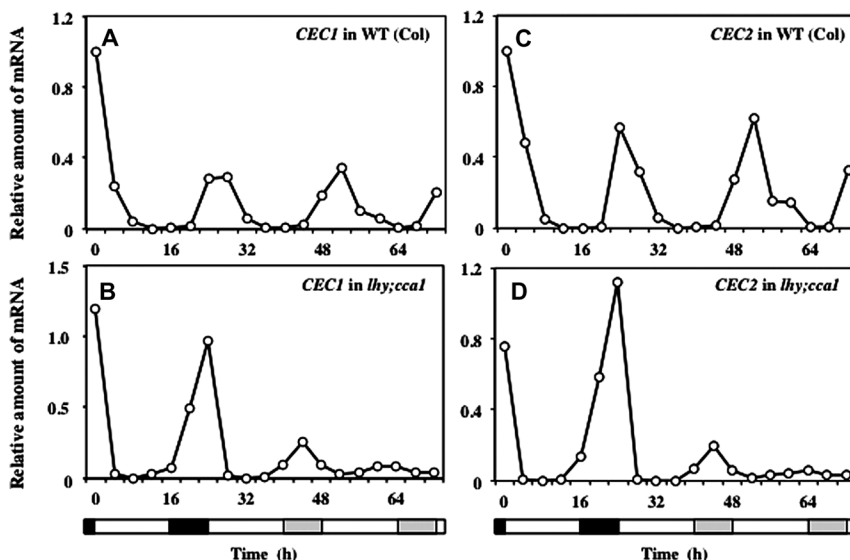 Relative amount of mRNA
1.2
0.8
0.4
0
A
CEC1 in WT (Col)
0 16 32 48 64
1.2
0.8
0.4
0
C
CEC2 in WT (Col)
0 16 32 48 64
Relative amount of mRNA
1.5
1.0
0.5
0
B
CEC1 in lhy;cca1
0 16 32 48 64
Time (h)
1.2
0.8
0.4
0
D
CEC2 in lhy;cca1
0 16 32 48 64
Time (h)